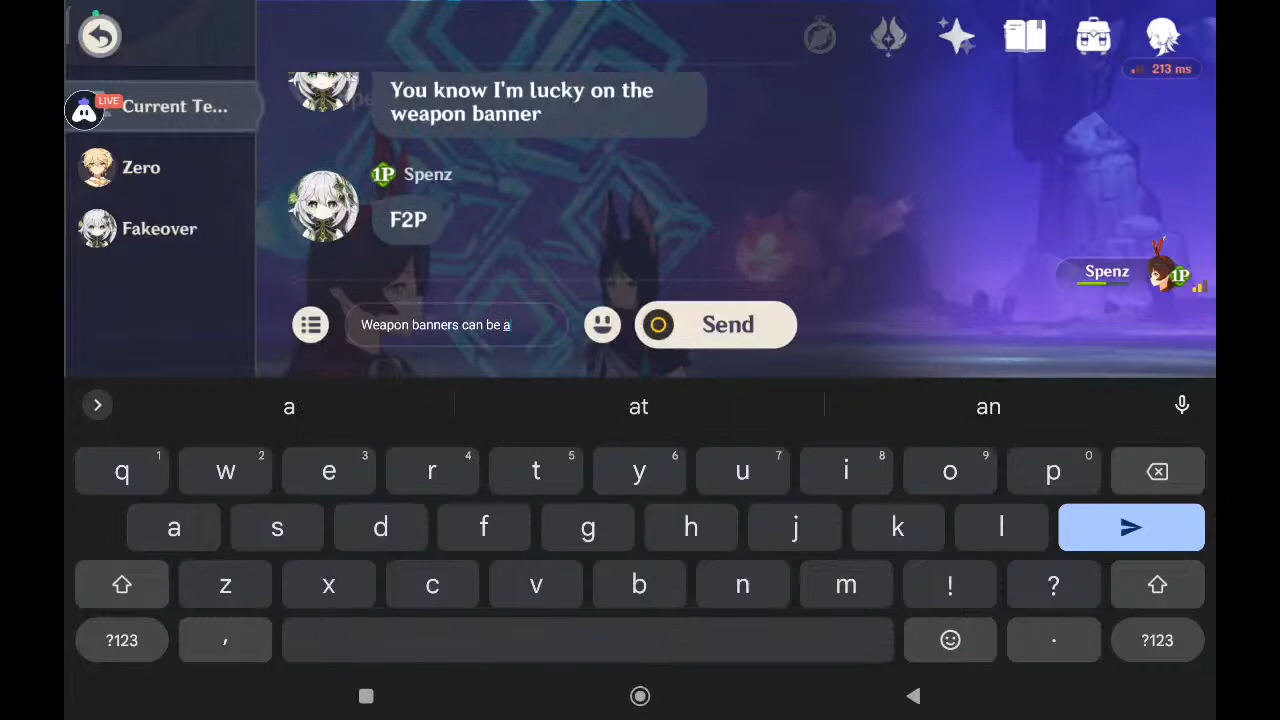 213 ms
LIVE
Current Te...
Zero
Fakeover
You know I'm lucky on the
weapon banner
1P Spenz
F2P
Spenz
1P
Weapon banners can be a
Send
a at an
q 1 w 2 e 3 r 4 t 5 y 6 u 7 i 8 o 9 p 0
a s d f g h j k l
z x c v b n m ! ?
?123 , . ?123